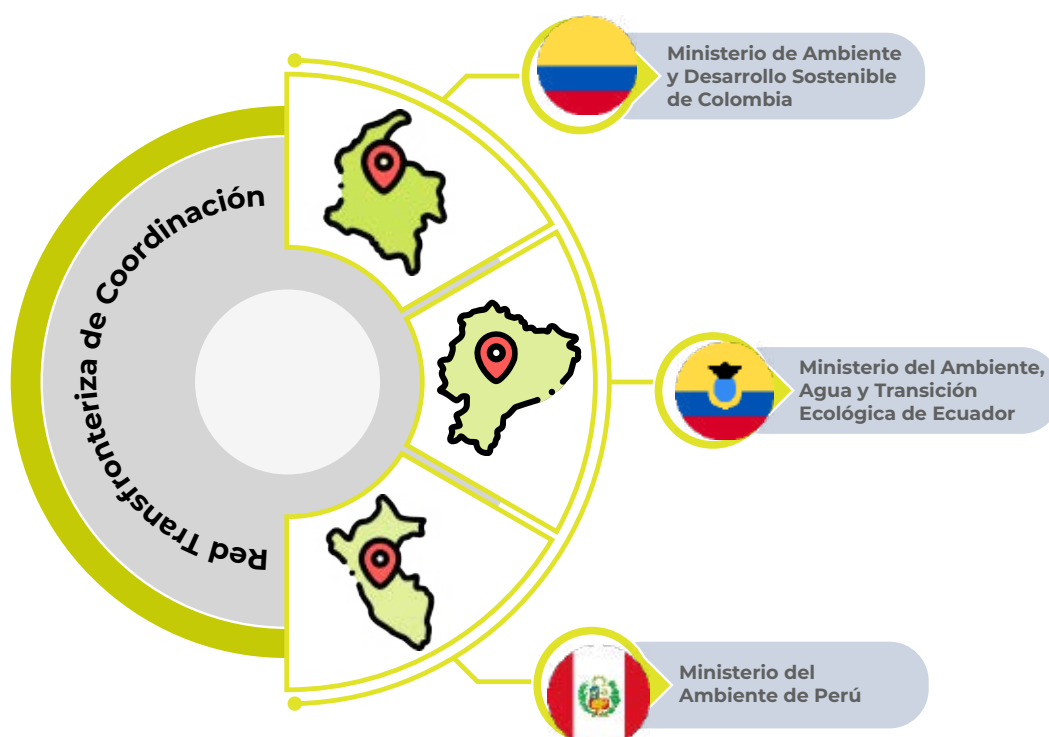 Red Transfronteriza de Coordinación
Ministerio de Ambiente
y Desarrollo Sostenible
de Colombia
Ministerio del Ambiente,
Agua y Transición
Ecológica de Ecuador
Ministerio del
Ambiente de Perú